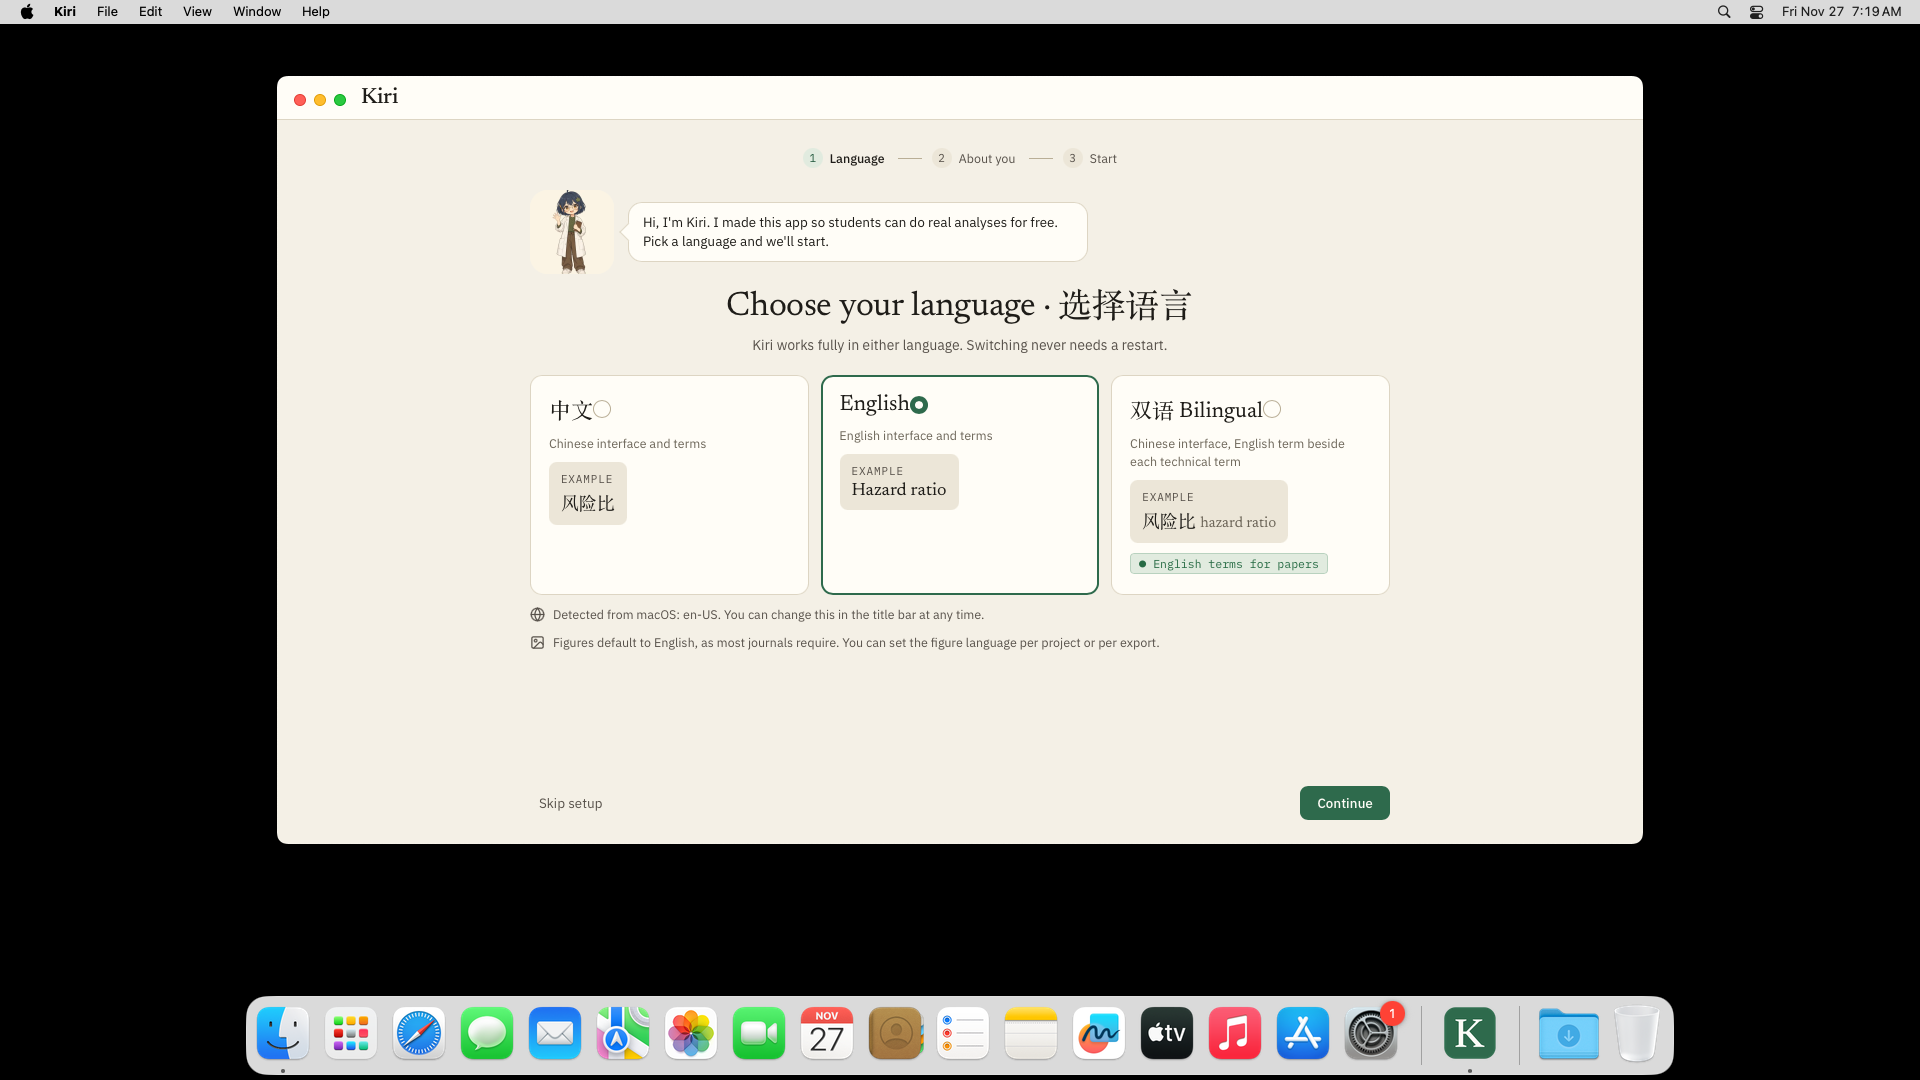 Kiri File Edit View Window Help
Fri Nov 27 7:19 AM
Kiri
1 Language 2 About you 3 Start
Hi, I'm Kiri. I made this app so students can do real analyses for free.
Pick a language and we'll start.
Choose your language · 选择语言
Kiri works fully in either language. Switching never needs a restart.
中文
Chinese interface and terms
EXAMPLE
风险比
English
English interface and terms
EXAMPLE
Hazard ratio
双语 Bilingual
Chinese interface, English term beside
each technical term
EXAMPLE
风险比 hazard ratio
English terms for papers
Detected from macOS: en-US. You can change this in the title bar at any time.
Figures default to English, as most journals require. You can set the figure language per project or per export.
Skip setup
Continue
NOV
27
tv
1
K